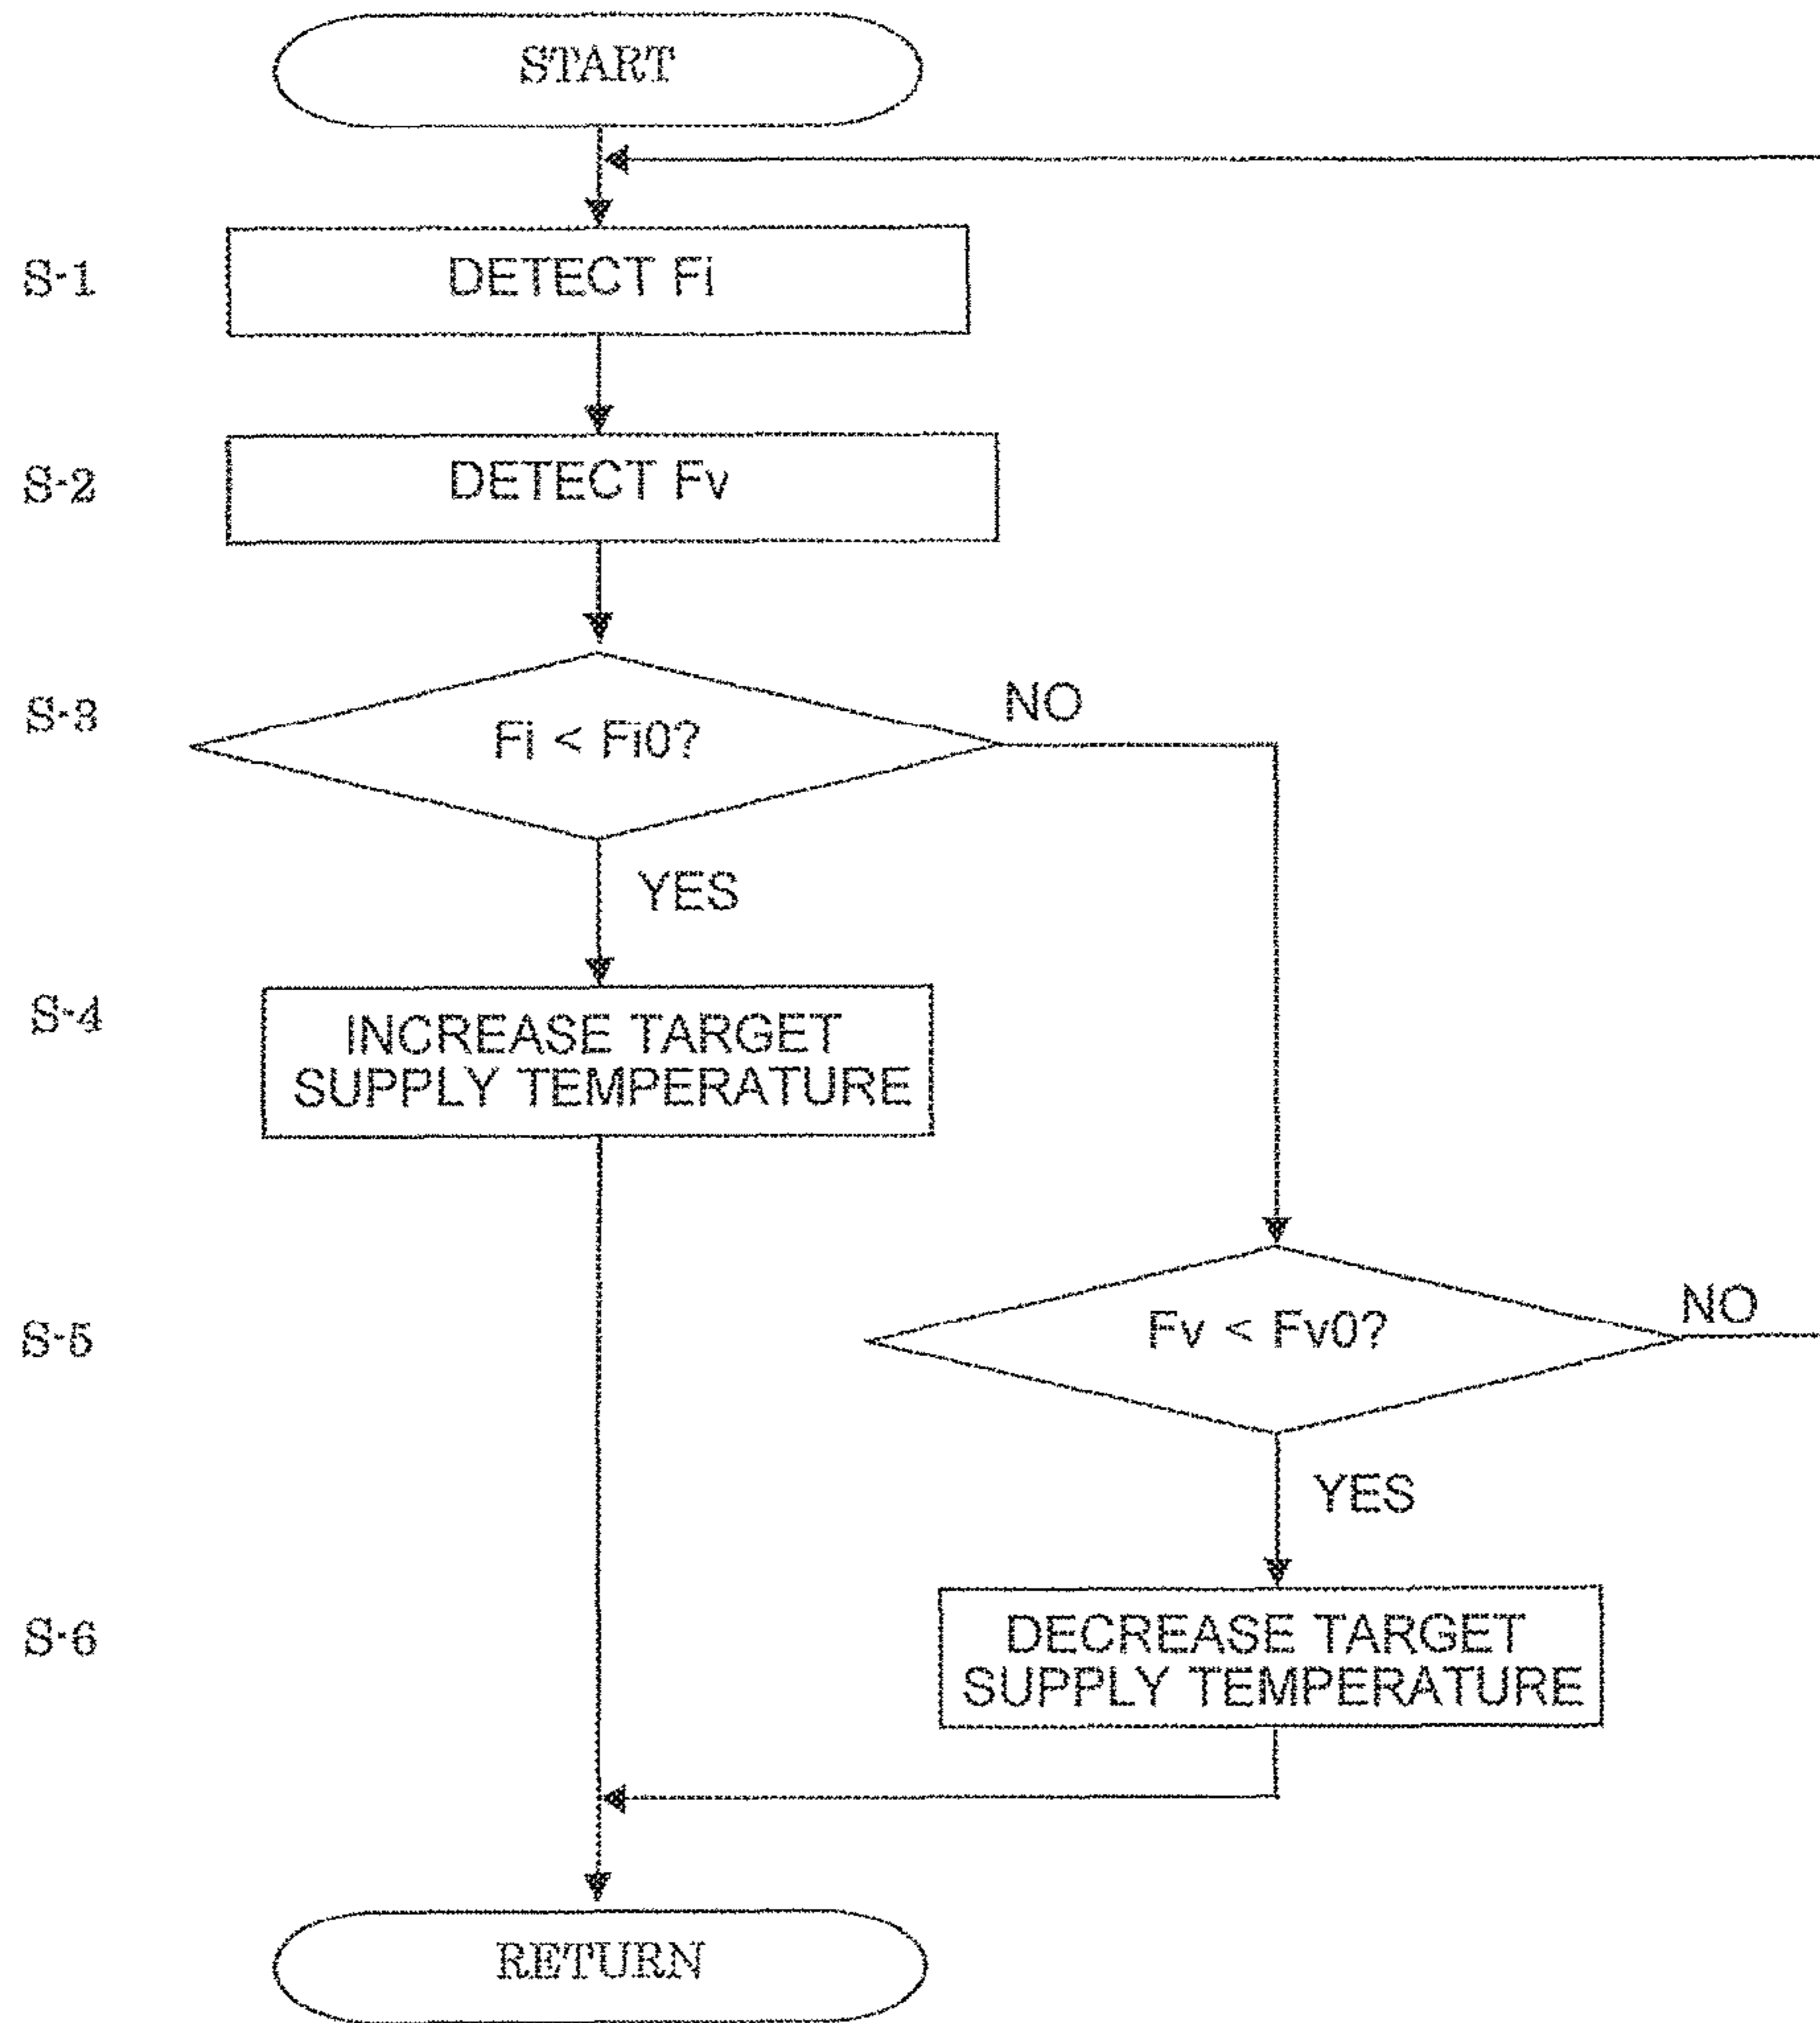 START
S-1
DETECT Fi
S-2
DETECT Fv
S-3
Fi < Fi0?
NO
YES
S-4
INCREASE TARGET
SUPPLY TEMPERATURE
S-5
Fv < Fv0?
NO
YES
S-6
DECREASE TARGET
SUPPLY TEMPERATURE
RETURN